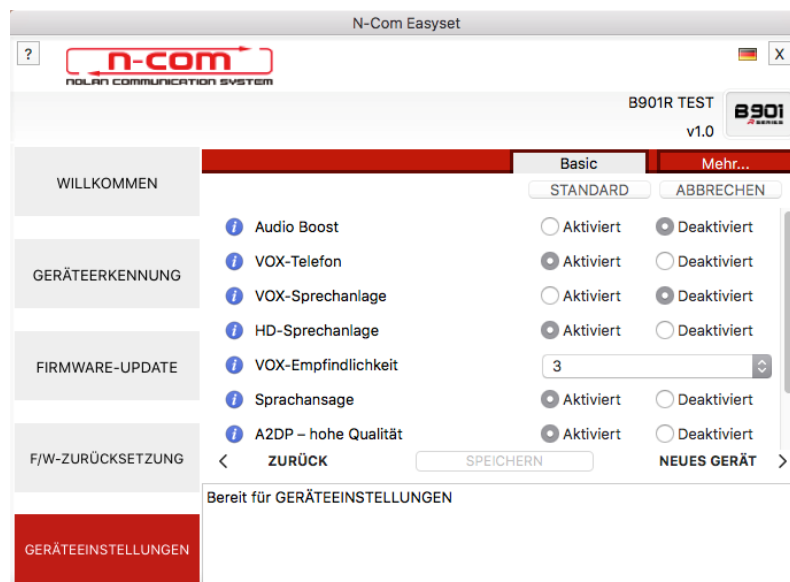 N-Com Easyset
?
n-com
NOLAN COMMUNICATION SYSTEM
X
B901R TEST
v1.0
B901
R SERIES
WILLKOMMEN
GERÄTEERKENNUNG
FIRMWARE-UPDATE
F/W-ZURÜCKSETZUNG
GERÄTEEINSTELLUNGEN
Basic Mehr...
STANDARD ABBRECHEN
Audio Boost Aktiviert Deaktiviert
VOX-Telefon Aktiviert Deaktiviert
VOX-Sprechanlage Aktiviert Deaktiviert
HD-Sprechanlage Aktiviert Deaktiviert
VOX-Empfindlichkeit 3
Sprachansage Aktiviert Deaktiviert
A2DP – hohe Qualität Aktiviert Deaktiviert
< ZURÜCK SPEICHERN NEUES GERÄT >
Bereit für GERÄTEEINSTELLUNGEN